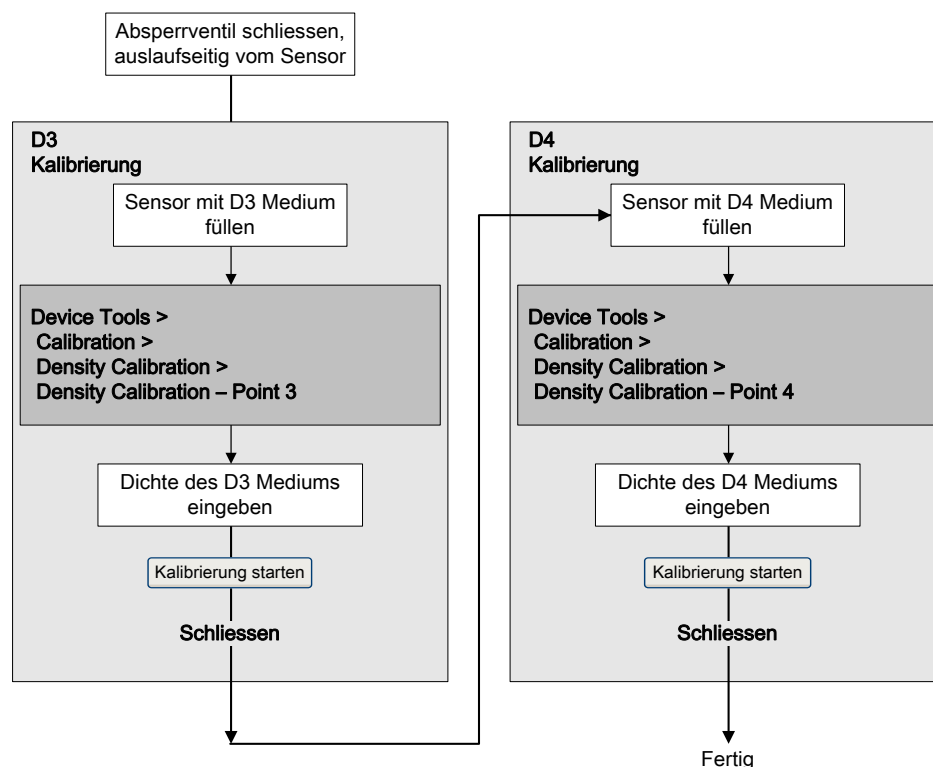 Absperrventil schliessen,
auslaufseitig vom Sensor
D3
Kalibrierung
Sensor mit D3 Medium
füllen
Device Tools >
Calibration >
Density Calibration >
Density Calibration – Point 3
Dichte des D3 Mediums
eingeben
Kalibrierung starten
Schliessen
D4
Kalibrierung
Sensor mit D4 Medium
füllen
Device Tools >
Calibration >
Density Calibration >
Density Calibration – Point 4
Dichte des D4 Mediums
eingeben
Kalibrierung starten
Schliessen
Fertig